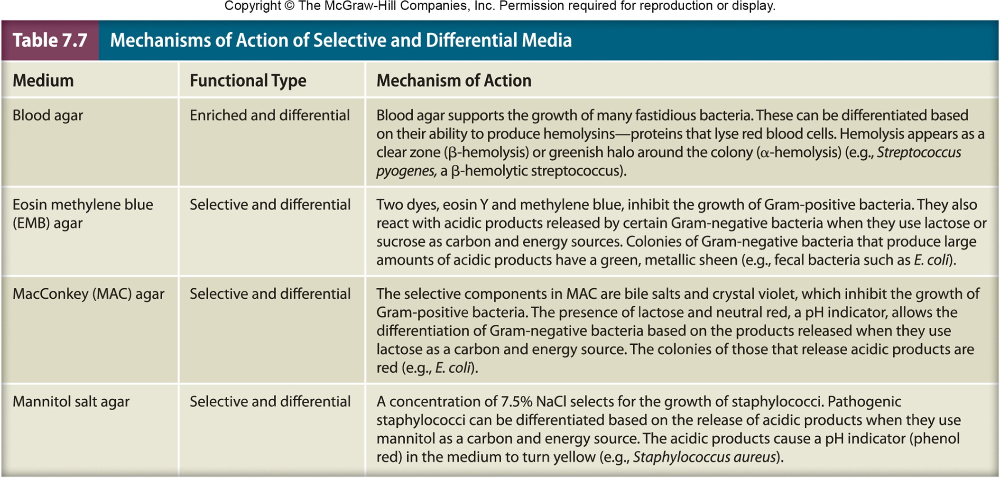 Copyright © The McGraw-Hill Companies, Inc. Permission required for reproduction or display.
Table 7.7 Mechanisms of Action of Selective and Differential Media
Medium Functional Type Mechanism of Action
Blood agar Enriched and differential Blood agar supports the growth of many fastidious bacteria. These can be differentiated based
on their ability to produce hemolysins—proteins that lyse red blood cells. Hemolysis appears as a
clear zone (β-hemolysis) or greenish halo around the colony (α-hemolysis) (e.g., Streptococcus
pyogenes, a β-hemolytic streptococcus).
Eosin methylene blue Selective and differential Two dyes, eosin Y and methylene blue, inhibit the growth of Gram-positive bacteria. They also
(EMB) agar react with acidic products released by certain Gram-negative bacteria when they use lactose or
sucrose as carbon and energy sources. Colonies of Gram-negative bacteria that produce large
amounts of acidic products have a green, metallic sheen (e.g., fecal bacteria such as E. coli).
MacConkey (MAC) agar Selective and differential The selective components in MAC are bile salts and crystal violet, which inhibit the growth of
Gram-positive bacteria. The presence of lactose and neutral red, a pH indicator, allows the
differentiation of Gram-negative bacteria based on the products released when they use
lactose as a carbon and energy source. The colonies of those that release acidic products are
red (e.g., E. coli).
Mannitol salt agar Selective and differential A concentration of 7.5% NaCl selects for the growth of staphylococci. Pathogenic
staphylococci can be differentiated based on the release of acidic products when they use
mannitol as a carbon and energy source. The acidic products cause a pH indicator (phenol
red) in the medium to turn yellow (e.g., Staphylococcus aureus).